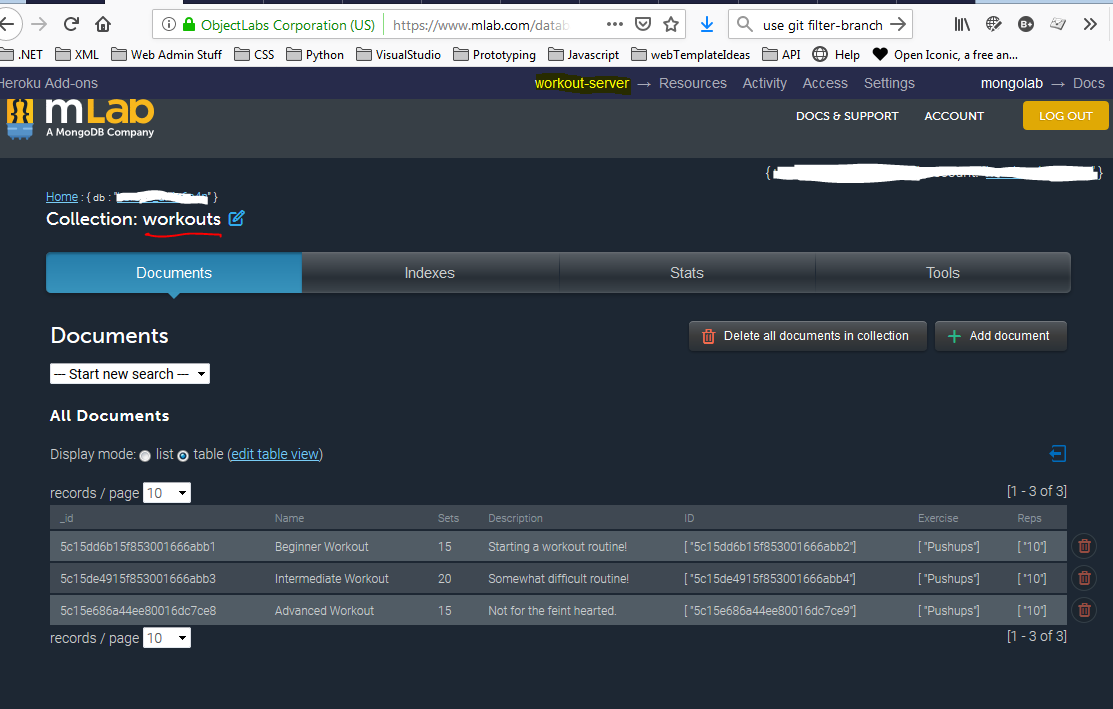 ObjectLabs Corporation (US) https://www.mlab.com/datab ••• use git filter-branch
.NET XML Web Admin Stuff CSS Python VisualStudio Prototyping Javascript webTemplateIdeas API Help Open Iconic, a free an...
Heroku Add-ons workout-server → Resources Activity Access Settings mongolab → Docs
mLab
A MongoDB Company
DOCS & SUPPORT ACCOUNT LOG OUT
{ }
Home : { db : " " }
Collection: workouts
Documents Indexes Stats Tools
Documents
Delete all documents in collection Add document
--- Start new search ---
All Documents
Display mode: list table (edit table view)
records / page 10 [1 - 3 of 3]
_id Name Sets Description ID Exercise Reps
5c15dd6b15f853001666abb1 Beginner Workout 15 Starting a workout routine! [ "5c15dd6b15f853001666abb2"] [ "Pushups"] [ "10"]
5c15de4915f853001666abb3 Intermediate Workout 20 Somewhat difficult routine! [ "5c15de4915f853001666abb4"] [ "Pushups"] [ "10"]
5c15e686a44ee80016dc7ce8 Advanced Workout 15 Not for the feint hearted. [ "5c15e686a44ee80016dc7ce9"] [ "Pushups"] [ "10"]
records / page 10 [1 - 3 of 3]